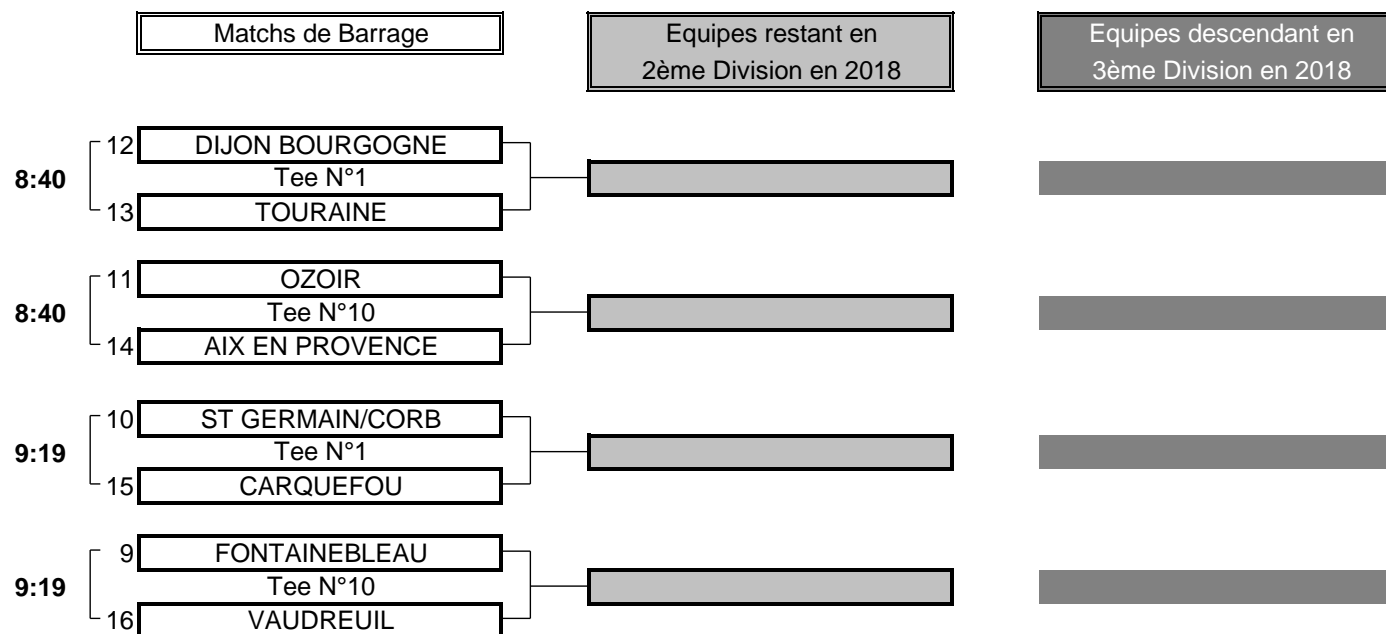 Matchs de Barrage
Equipes restant en
2ème Division en 2018
Equipes descendant en
3ème Division en 2018
12 DIJON BOURGOGNE
8:40 Tee N°1
13 TOURAINE
11 OZOIR
8:40 Tee N°10
14 AIX EN PROVENCE
10 ST GERMAIN/CORB
9:19 Tee N°1
15 CARQUEFOU
9 FONTAINEBLEAU
9:19 Tee N°10
16 VAUDREUIL